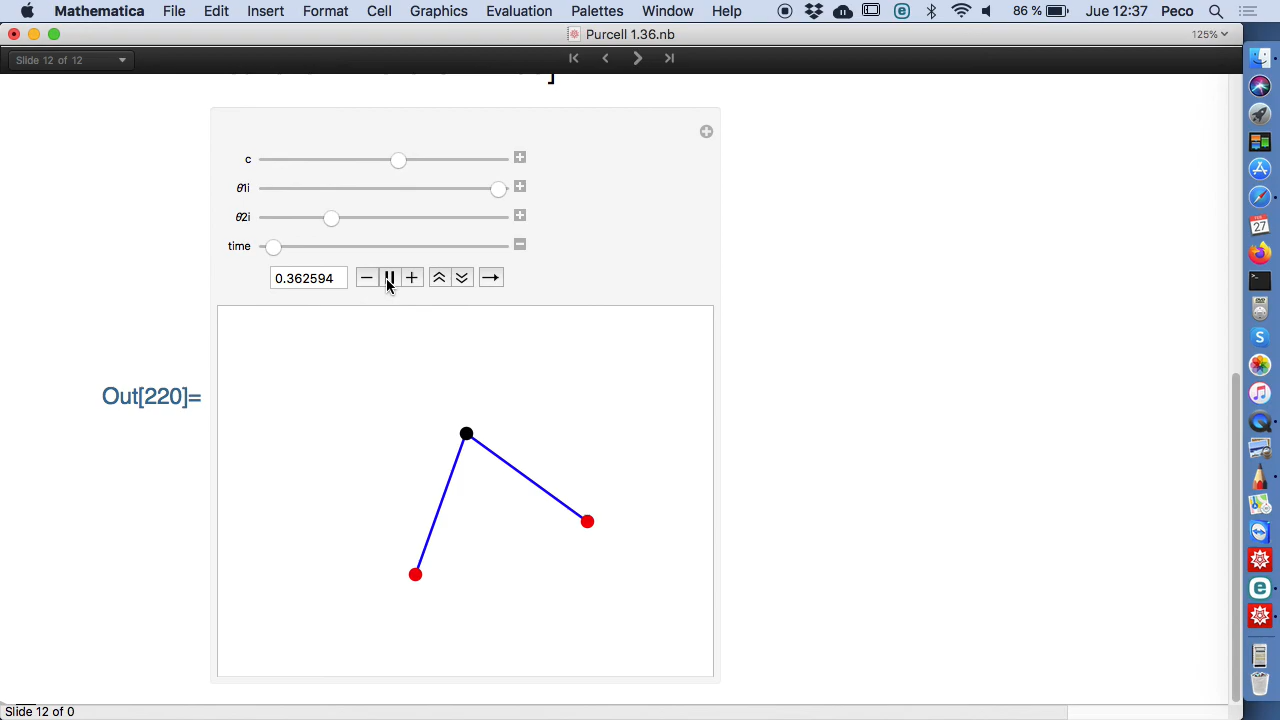 Mathematica File Edit Insert Format Cell Graphics Evaluation Palettes Window Help 86 % Jue 12:37 Peco
Purcell 1.36.nb 125%
Slide 12 of 12
]
c
θ1i
θ2i
time
0.362594
Out[220]=
Slide 12 of 0